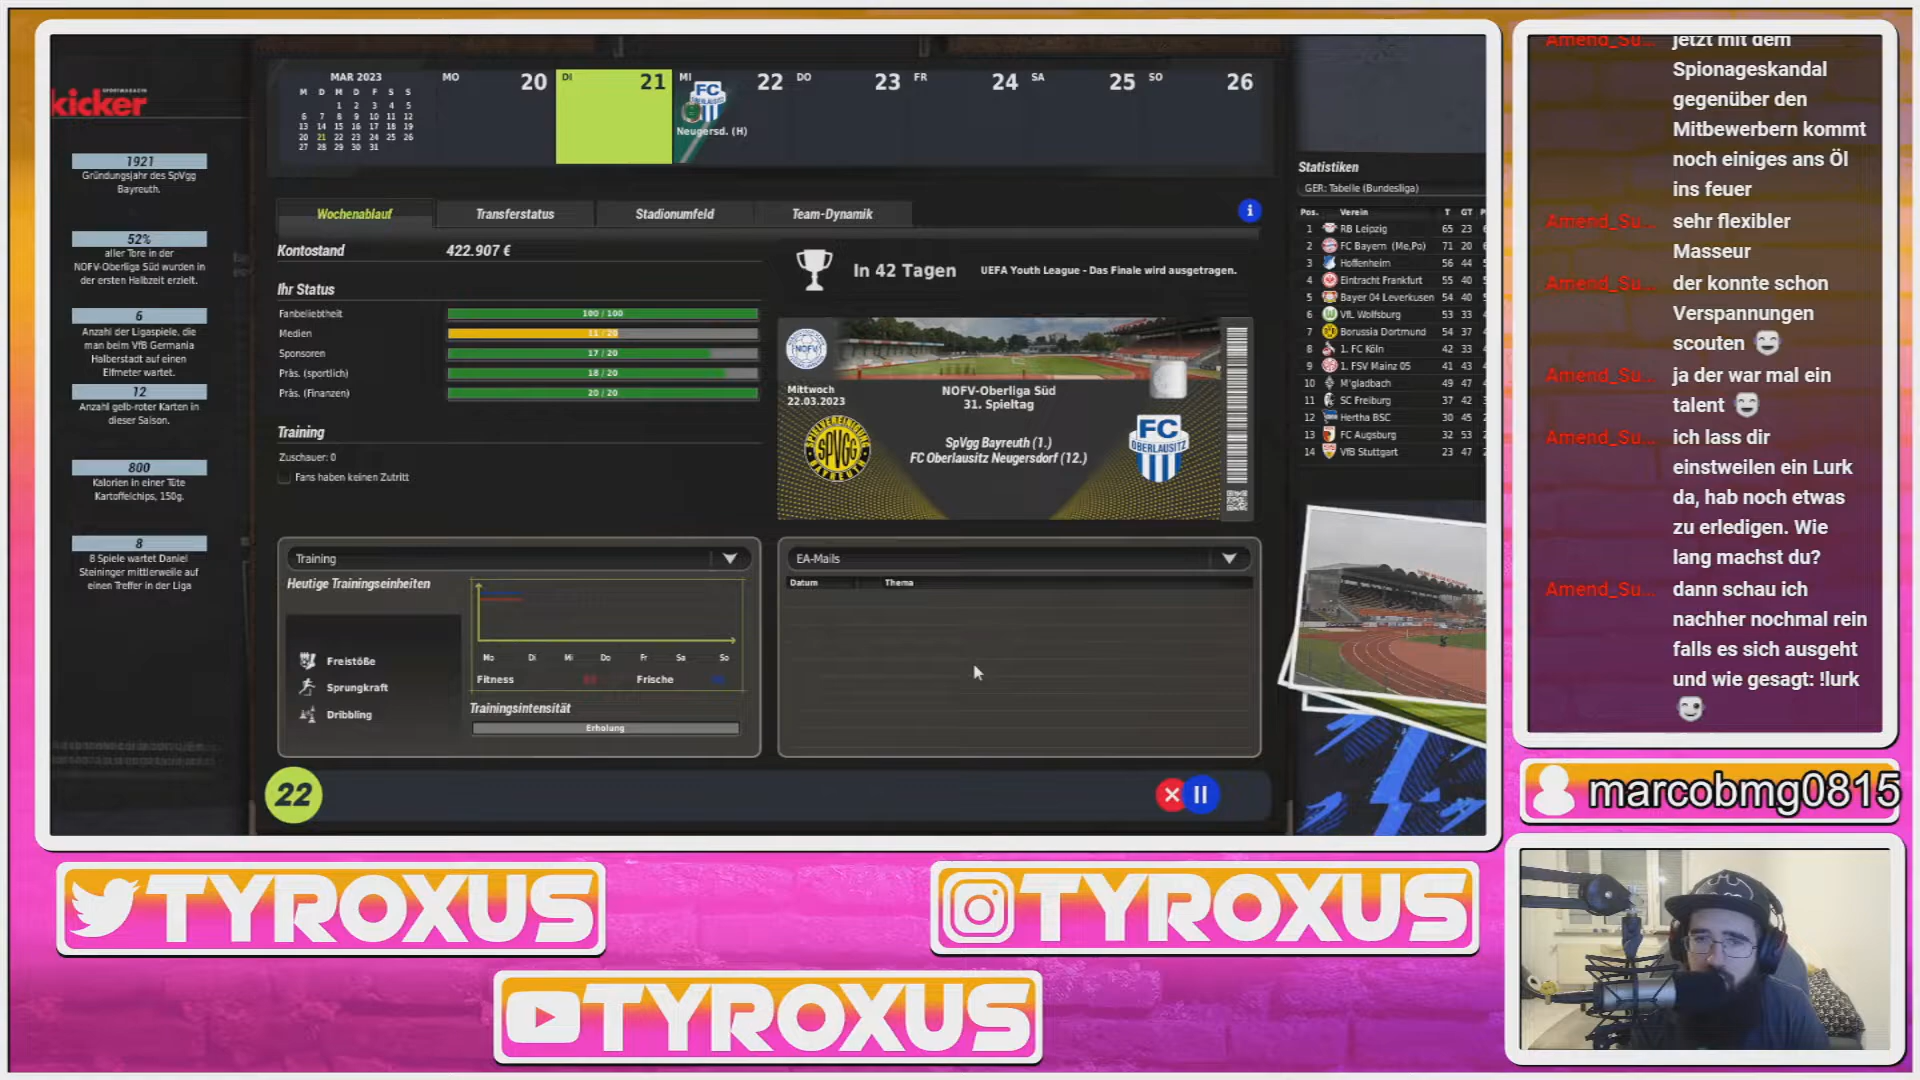 SPORTMAGAZIN
kicker
1921
Gründungsjahr des SpVgg
Bayreuth.
52%
aller Tore in der
NOFV-Oberliga Süd wurden in
der ersten Halbzeit erzielt.
6
Anzahl der Ligaspiele, die
man beim VfB Germania
Halberstadt auf einen
Elfmeter wartet.
12
Anzahl gelb-roter Karten in
dieser Saison.
800
Kalorien in einer Tüte
Kartoffelchips, 150g.
8
8 Spiele wartet Daniel
Steininger mittlerweile auf
einen Treffer in der Liga
MAR 2023
M D M D F S S
1 2 3 4 5
6 7 8 9 10 11 12
13 14 15 16 17 18 19
20 21 22 23 24 25 26
27 28 29 30 31
MO 20
DI 21
MI 22
FC
OBERLAUSITZ
Neugersd. (H)
DO 23
FR 24
SA 25
SO 26
Wochenablauf Transferstatus Stadionumfeld Team-Dynamik
Kontostand 422.907 €
Ihr Status
Fanbeliebtheit 100 / 100
Medien 11 / 20
Sponsoren 17 / 20
Präs. (sportlich) 18 / 20
Präs. (Finanzen) 20 / 20
Training
Zuschauer: 0
Fans haben keinen Zutritt
In 42 Tagen UEFA Youth League - Das Finale wird ausgetragen.
NOFV
Mittwoch
22.03.2023
NOFV-Oberliga Süd
31. Spieltag
SpVgg Bayreuth (1.)
FC Oberlausitz Neugersdorf (12.)
SPIELVEREINIGUNG
SPVGG
BAYREUTH
FC
OBERLAUSITZ
Training
Heutige Trainingseinheiten
Freistöße
Sprungkraft
Dribbling
Mo Di Mi Do Fr Sa So
Fitness Frische
Trainingsintensität
Erholung
EA-Mails
Datum Thema
22
Statistiken
GER: Tabelle (Bundesliga)
Pos. Verein T GT
1 RB Leipzig 65 23
2 FC Bayern (Me,Po) 71 20
3 Hoffenheim 56 44
4 Eintracht Frankfurt 55 40
5 Bayer 04 Leverkusen 54 40
6 VfL Wolfsburg 53 33
7 Borussia Dortmund 54 37
8 1. FC Köln 42 33
9 1. FSV Mainz 05 41 43
10 M'gladbach 49 47
11 SC Freiburg 37 42
12 Hertha BSC 30 45
13 FC Augsburg 32 53
14 VfB Stuttgart 23 47
Amend_Su... jetzt mit dem
Spionageskandal
gegenüber den
Mitbewerbern kommt
noch einiges ans Öl
ins feuer
Amend_Su... sehr flexibler
Masseur
Amend_Su... der konnte schon
Verspannungen
scouten
Amend_Su... ja der war mal ein
talent
Amend_Su... ich lass dir
einstweilen ein Lurk
da, hab noch etwas
zu erledigen. Wie
lang machst du?
Amend_Su... dann schau ich
nachher nochmal rein
falls es sich ausgeht
und wie gesagt: !lurk
marcobmg0815
TYROXUS
TYROXUS
TYROXUS